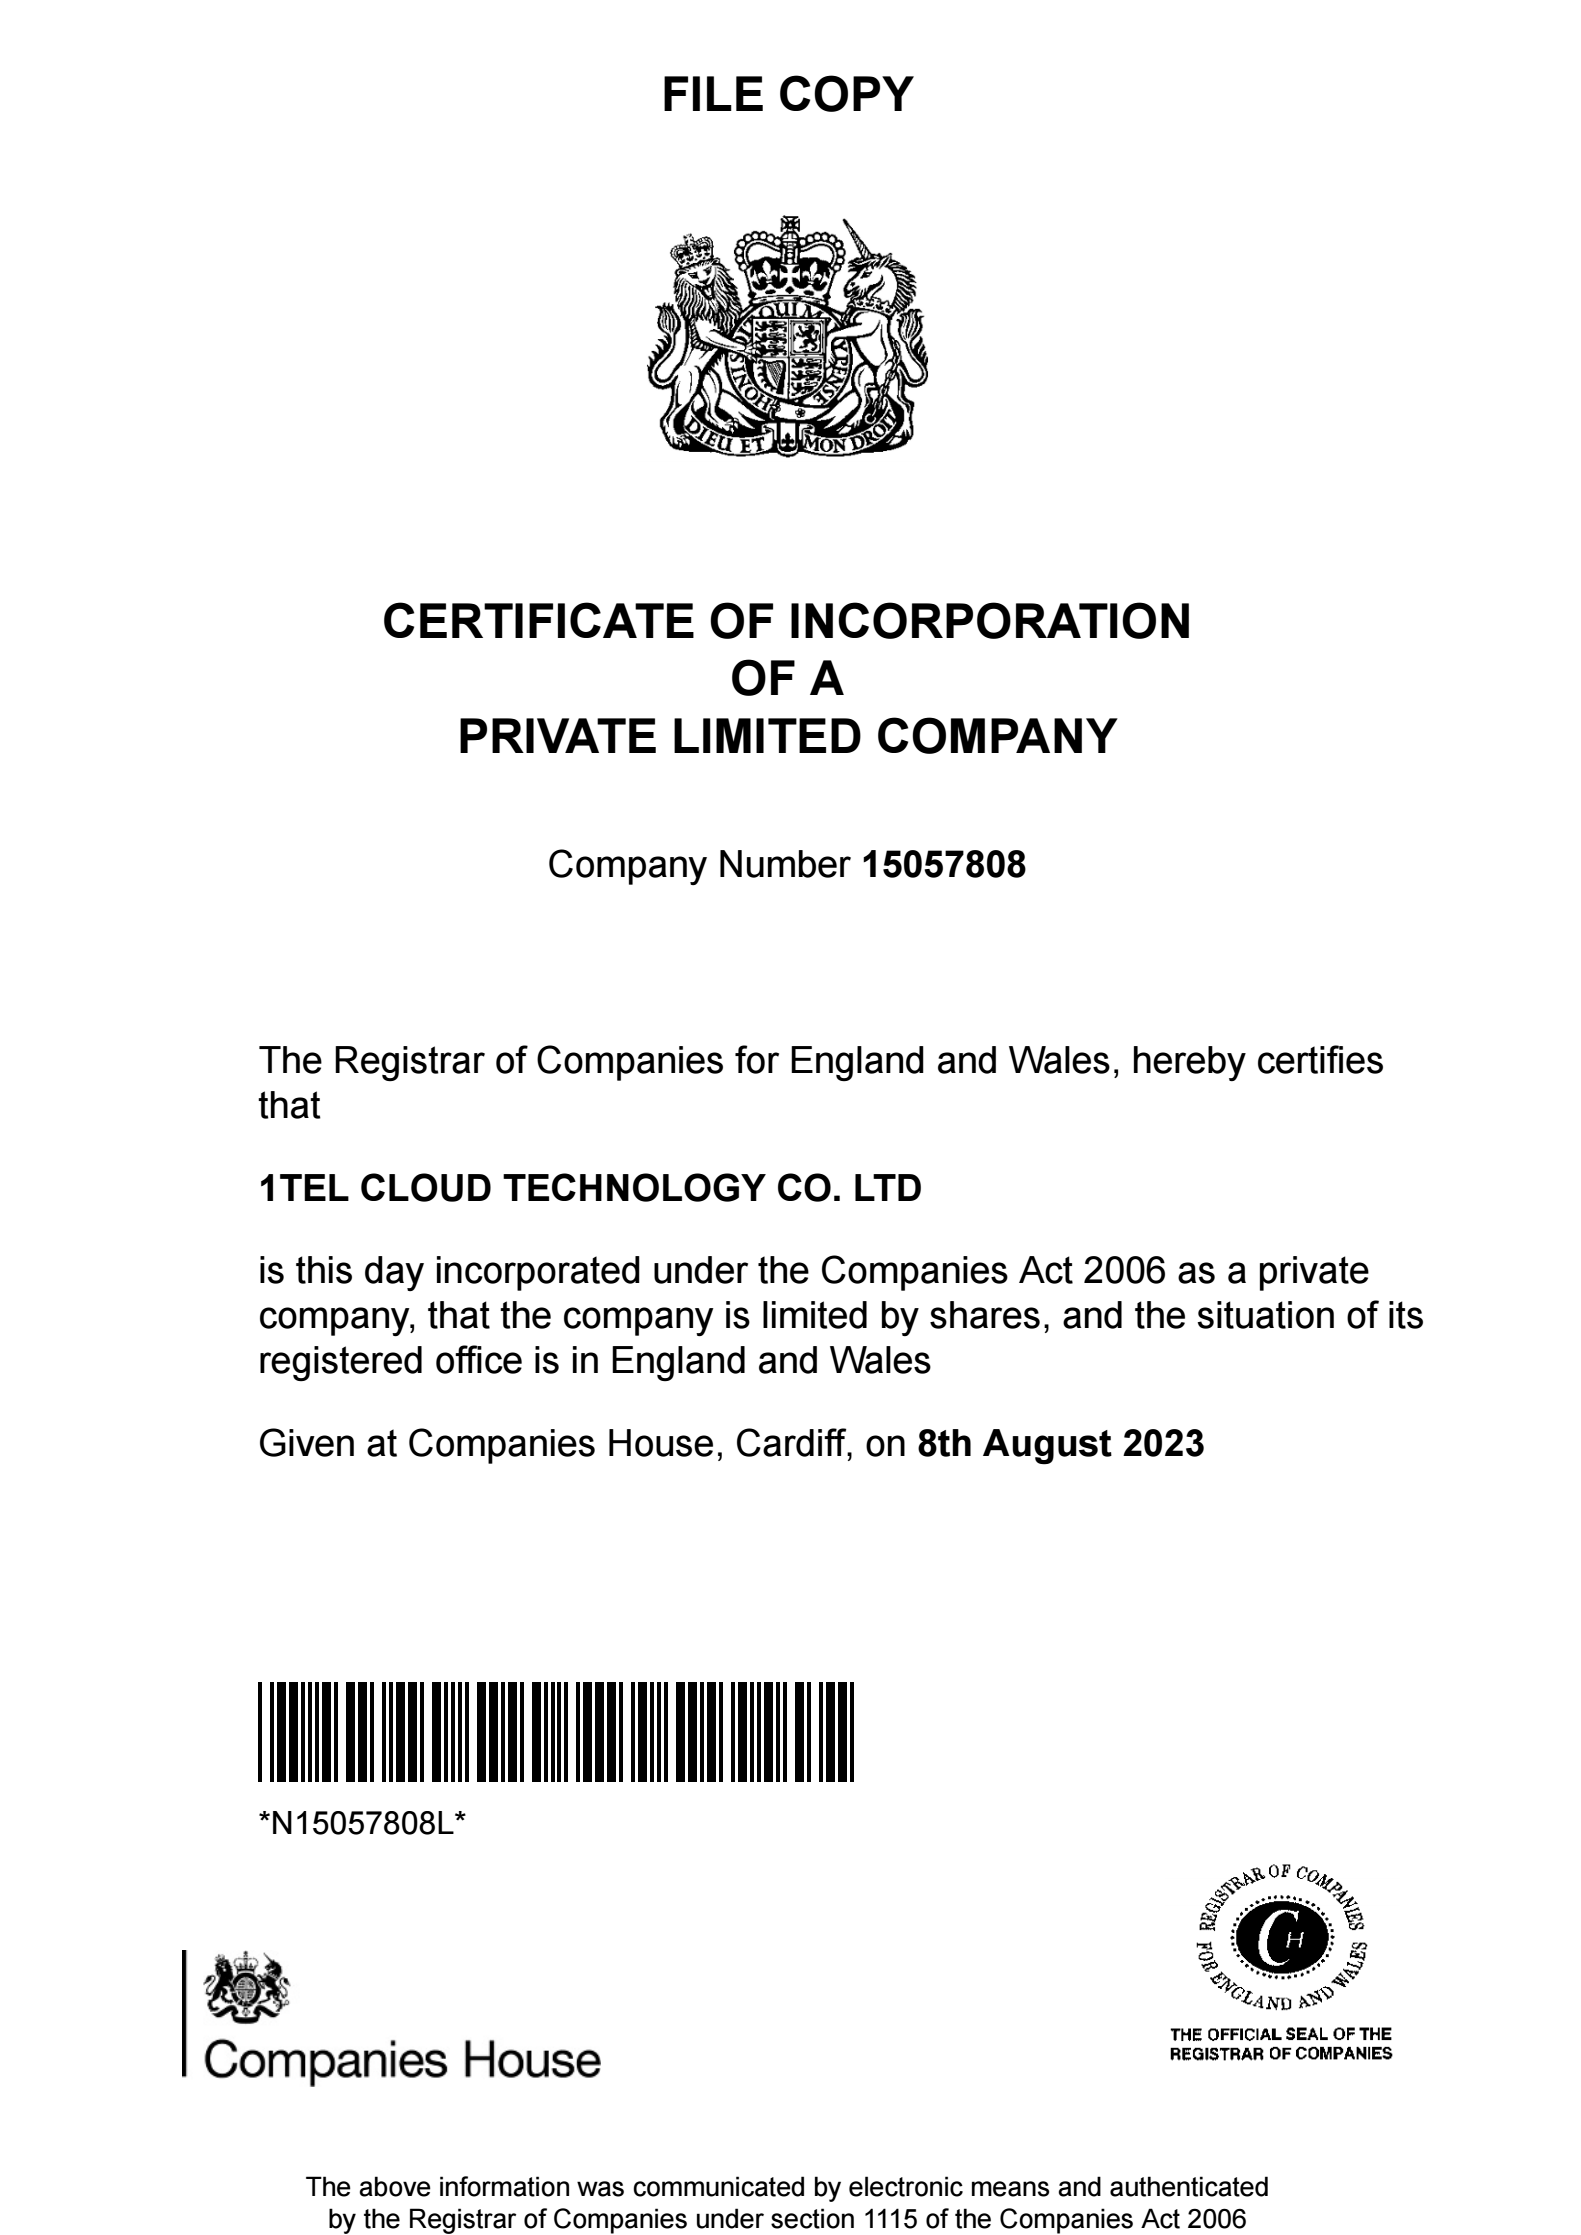 FILE COPY
QUI M
HONI S
Y PENSE
DIEU ET MON DROIT
CERTIFICATE OF INCORPORATION
OF A
PRIVATE LIMITED COMPANY
Company Number 15057808
The Registrar of Companies for England and Wales, hereby certifies
that
1TEL CLOUD TECHNOLOGY CO. LTD
is this day incorporated under the Companies Act 2006 as a private
company, that the company is limited by shares, and the situation of its
registered office is in England and Wales
Given at Companies House, Cardiff, on 8th August 2023
*N15057808L*
REGISTRAR OF COMPANIES
FOR ENGLAND AND WALES
C H
THE OFFICIAL SEAL OF THE
REGISTRAR OF COMPANIES
Companies House
The above information was communicated by electronic means and authenticated
by the Registrar of Companies under section 1115 of the Companies Act 2006